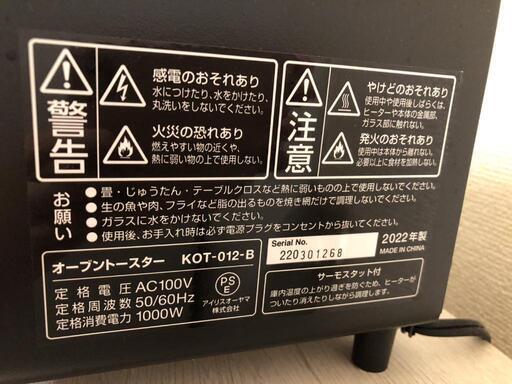 警告
感電のおそれあり
水につけたり、水をかけたり、
丸洗いをしないでください。
火災の恐れあり
燃えやすい物の近くや、
熱に弱い物の上で使用しない。
注意
やけどのおそれあり
使用中や使用後しばらくは、
ヒーターや本体の金属部、
ガラス部に触れない。
発火のおそれあり
使用中は本体から離れない。
必要以上に食材を加熱しない。
お願い
● 畳・じゅうたん・テーブルクロスなど熱に弱いものの上で使用しないでください。
● 生の魚や肉、フライなど脂の出るものを焼き網だけで調理しないでください。
● ガラスに水をかけないでください。
● 使用後、お手入れ時は必ず電源プラグをコンセントから抜いてください。
オーブントースター KOT-012-B
定格電圧 AC100V
定格周波数 50/60Hz
定格消費電力 1000W
PS
E
アイリスオーヤマ
株式会社
Serial No.
220301268
2022年製
MADE IN CHINA
サーモスタット付
庫内温度の上がり過ぎを防ぐため、ヒーターが
ついたり消えたりしながら調理します。